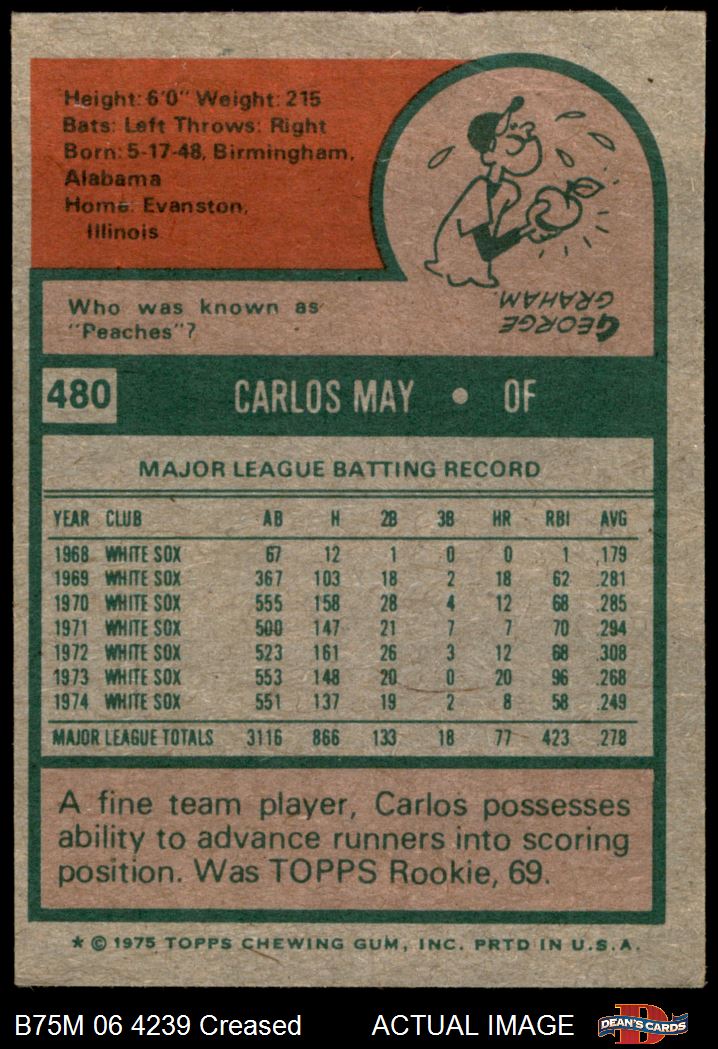 Height: 6'0" Weight: 215
Bats: Left Throws: Right
Born: 5-17-48, Birmingham,
Alabama
Home: Evanston,
Illinois
Who was known as
"Peaches"?
GEORGE
GRAHAM.
480 CARLOS MAY • OF
MAJOR LEAGUE BATTING RECORD
YEAR CLUB AB H 2B 3B HR RBI AVG
1968 WHITE SOX 67 12 1 0 0 1 .179
1969 WHITE SOX 367 103 18 2 18 62 .281
1970 WHITE SOX 555 158 28 4 12 68 .285
1971 WHITE SOX 500 147 21 7 7 70 .294
1972 WHITE SOX 523 161 26 3 12 68 .308
1973 WHITE SOX 553 148 20 0 20 96 .268
1974 WHITE SOX 551 137 19 2 8 58 .249
MAJOR LEAGUE TOTALS 3116 866 133 18 77 423 .278
A fine team player, Carlos possesses
ability to advance runners into scoring
position. Was TOPPS Rookie, 69.
* © 1975 TOPPS CHEWING GUM, INC. PRTD IN U.S.A.
B75M 06 4239 Creased ACTUAL IMAGE
D
DEAN'S CARDS